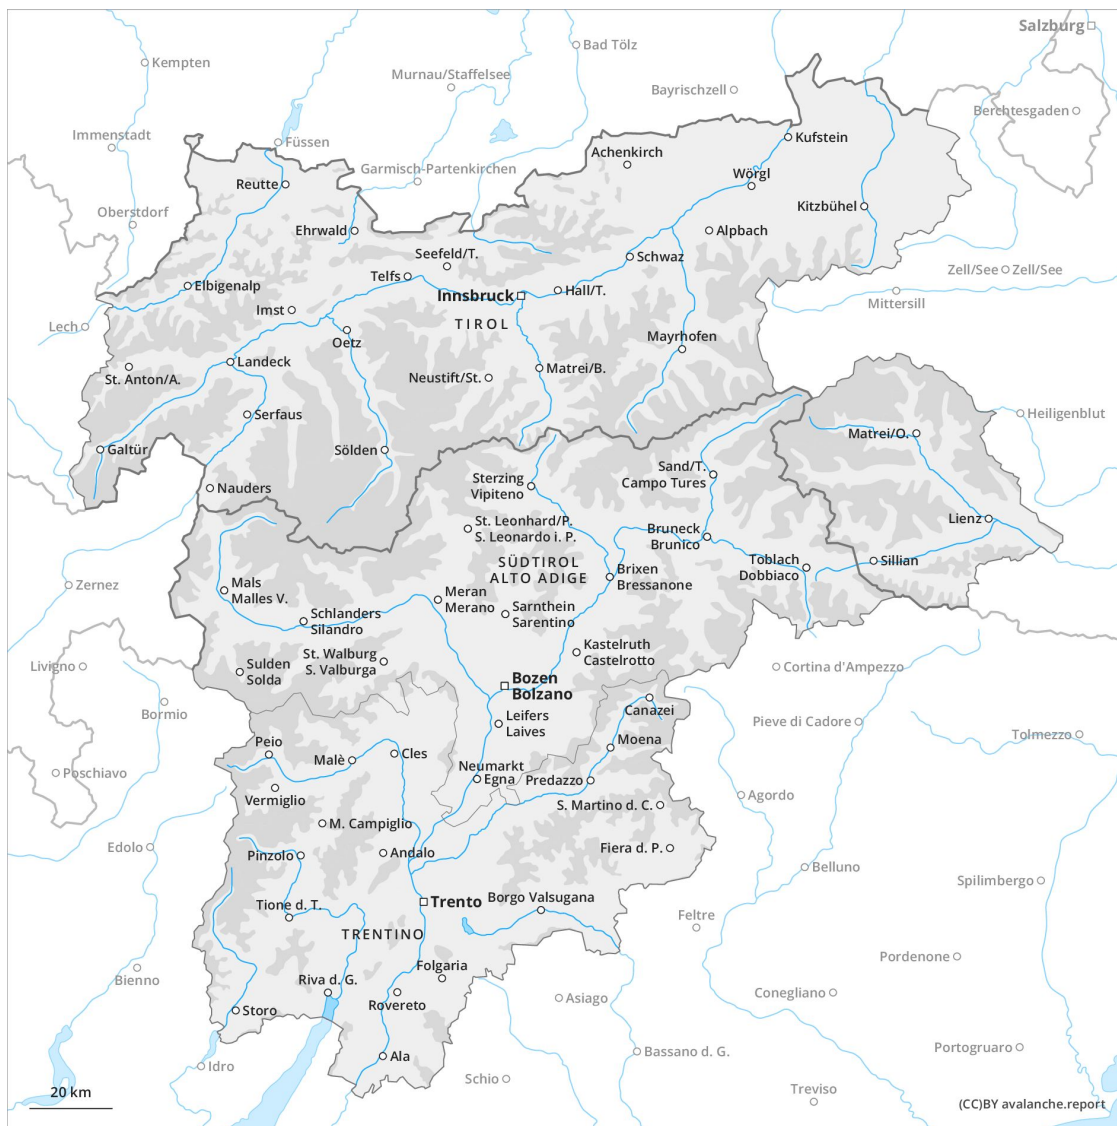 Salzburg
Bad Tölz
Kempten
Murnau/Staffelsee
Bayrischzell
Berchtesgaden
Immenstadt
Füssen
Kufstein
Achenkirch
Garmisch-Partenkirchen
Wörgl
Reutte
Oberstdorf
Kitzbühel
Ehrwald
Alpbach
Seefeld/T.
Schwaz
Telfs
Zell/See
Zell/See
Elbigenalp
Innsbruck
Hall/T.
Mittersill
Imst
TIROL
Lech
Oetz
Mayrhofen
Landeck
Matrei/B.
St. Anton/A.
Neustift/St.
Serfaus
Heiligenblut
Matrei/O.
Galtür
Sölden
Sand/T.
Campo Tures
Sterzing
Vipiteno
Nauders
Lienz
St. Leonhard/P.
S. Leonardo i. P.
Bruneck
Brunico
SÜDTIROL
ALTO ADIGE
Toblach
Dobbiaco
Sillian
Brixen
Bressanone
Zernez
Mals
Malles V.
Meran
Merano
Sarnthein
Sarentino
Schlanders
Silandro
Kastelruth
Castelrotto
St. Walburg
S. Valburga
Livigno
Sulden
Solda
Cortina d'Ampezzo
Bozen
Bolzano
Bormio
Canazei
Leifers
Laives
Pieve di Cadore
Tolmezzo
Moena
Peio
Malè
Cles
Poschiavo
Neumarkt
Egna
Predazzo
Vermiglio
Agordo
S. Martino d. C.
M. Campiglio
Edolo
Pinzolo
Andalo
Fiera d. P.
Belluno
Spilimbergo
Borgo Valsugana
Trento
Tione d. T.
Feltre
TRENTINO
Pordenone
Folgaria
Bienno
Riva d. G.
Rovereto
Asiago
Conegliano
Storo
Portogruaro
Bassano d. G.
Ala
Idro
Schio
Treviso
20 km
(CC)BY avalanche.report